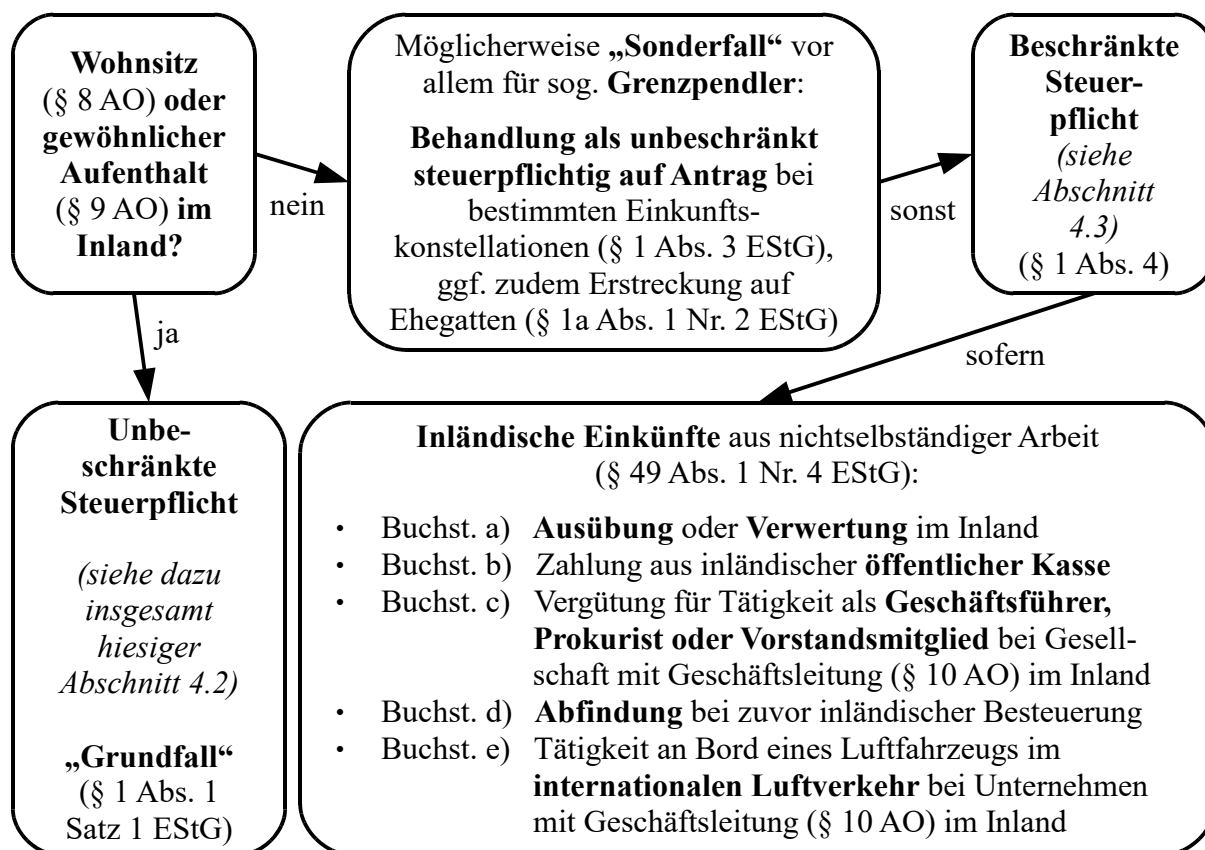 Wohnsitz
(§ 8 AO) oder
gewöhnlicher
Aufenthalt
(§ 9 AO) im
Inland?
nein
Möglicherweise „Sonderfall“ vor
allem für sog. Grenzpendler:
Behandlung als unbeschränkt
steuerpflichtig auf Antrag bei
bestimmten Einkunfts-
konstellationen (§ 1 Abs. 3 EStG),
ggf. zudem Erstreckung auf
Ehegatten (§ 1a Abs. 1 Nr. 2 EStG)
sonst
Beschränkte
Steuer-
pflicht
(siehe
Abschnitt
4.3)
(§ 1 Abs. 4)
ja
sofern
Unbe-
schränkte
Steuerpflicht
(siehe dazu
insgesamt
hiesiger
Abschnitt 4.2)
„Grundfall“
(§ 1 Abs. 1
Satz 1 EStG)
Inländische Einkünfte aus nichtselbständiger Arbeit
(§ 49 Abs. 1 Nr. 4 EStG):
· Buchst. a) Ausübung oder Verwertung im Inland
· Buchst. b) Zahlung aus inländischer öffentlicher Kasse
· Buchst. c) Vergütung für Tätigkeit als Geschäftsführer,
Prokurist oder Vorstandsmitglied bei Gesell-
schaft mit Geschäftsleitung (§ 10 AO) im Inland
· Buchst. d) Abfindung bei zuvor inländischer Besteuerung
· Buchst. e) Tätigkeit an Bord eines Luftfahrzeugs im
internationalen Luftverkehr bei Unternehmen
mit Geschäftsleitung (§ 10 AO) im Inland